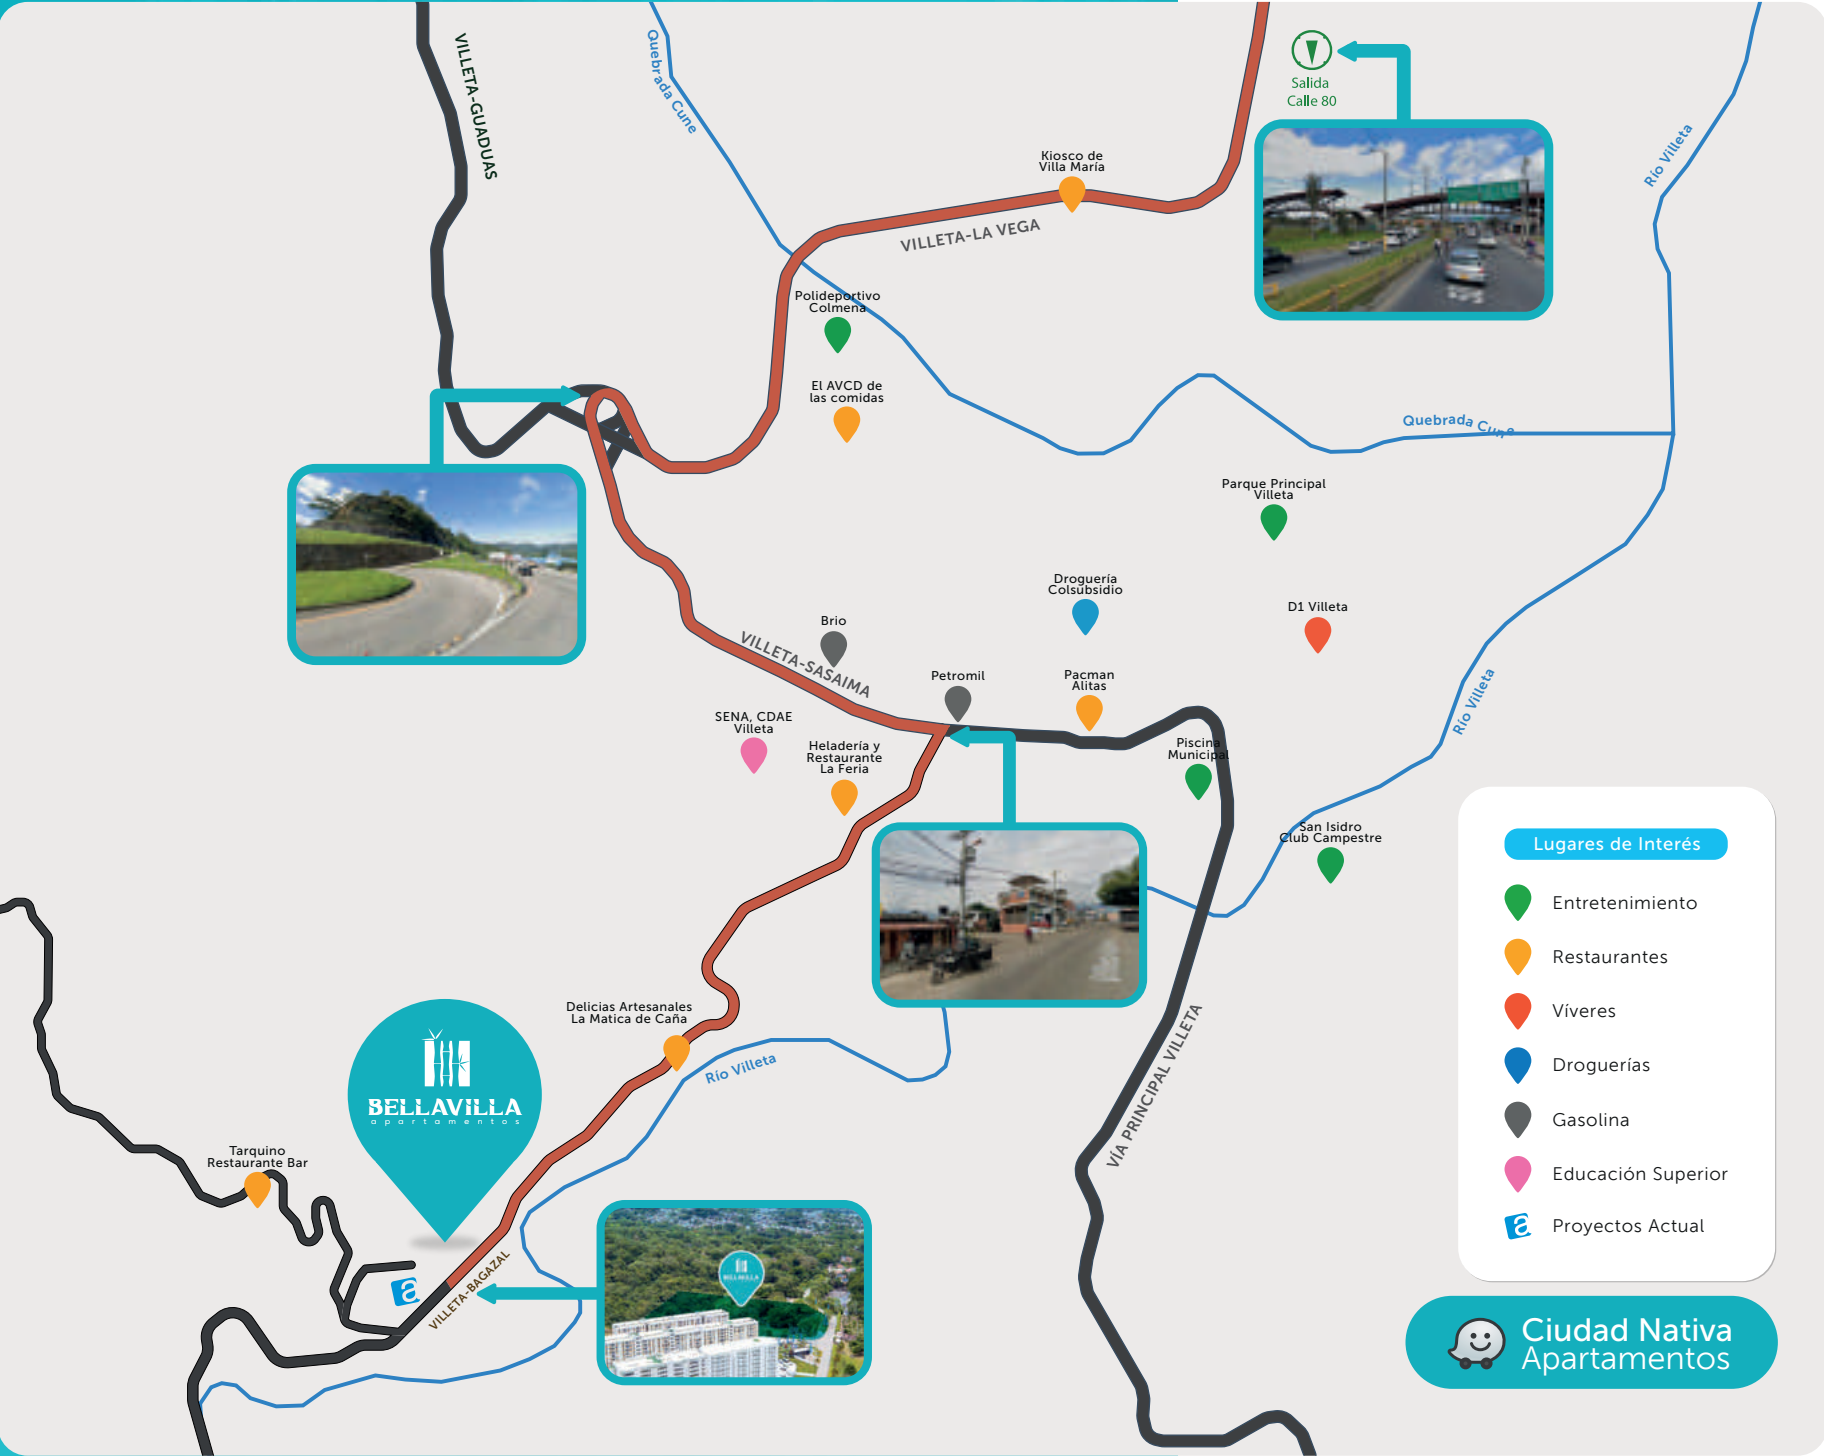 VILLETA-GUADUAS
Quebrada Cune
Salida
Calle 80
Río Villeta
Kiosco de
Villa María
VILLETA-LA VEGA
Polideportivo
Colmena
El AVCD de
las comidas
Quebrada Cune
Parque Principal
Villeta
Droguería
Colsubsidio
D1 Villeta
Brio
VILLETA-SASAIMA
Petromil
Pacman
Alitas
Río Villeta
SENA, CDAE
Villeta
Heladería y
Restaurante
La Feria
Piscina
Municipal
San Isidro
Club Campestre
Delicias Artesanales
La Matica de Caña
Río Villeta
VÍA PRINCIPAL VILLETA
BELLAVILLA
apartamentos
Tarquino
Restaurante Bar
a
VILLETA-BAGAZAL
BELLAVILLA
Lugares de Interés
Entretenimiento
Restaurantes
Víveres
Droguerías
Gasolina
Educación Superior
a Proyectos Actual
Ciudad Nativa
Apartamentos